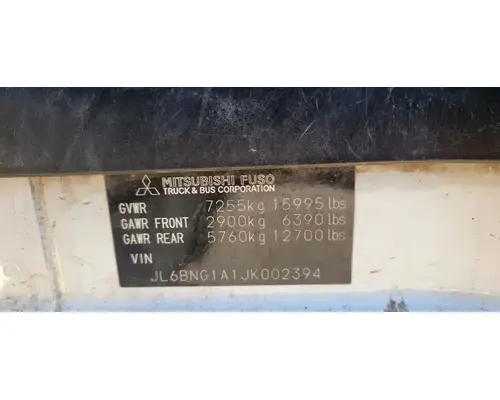 MITSUBISHI FUSO
TRUCK & BUS CORPORATION
GVWR 7255kg 15995lbs
GAWR FRONT 2900kg 6390lbs
GAWR REAR 5760kg 12700lbs
VIN
JL6BNG1A1JK002394